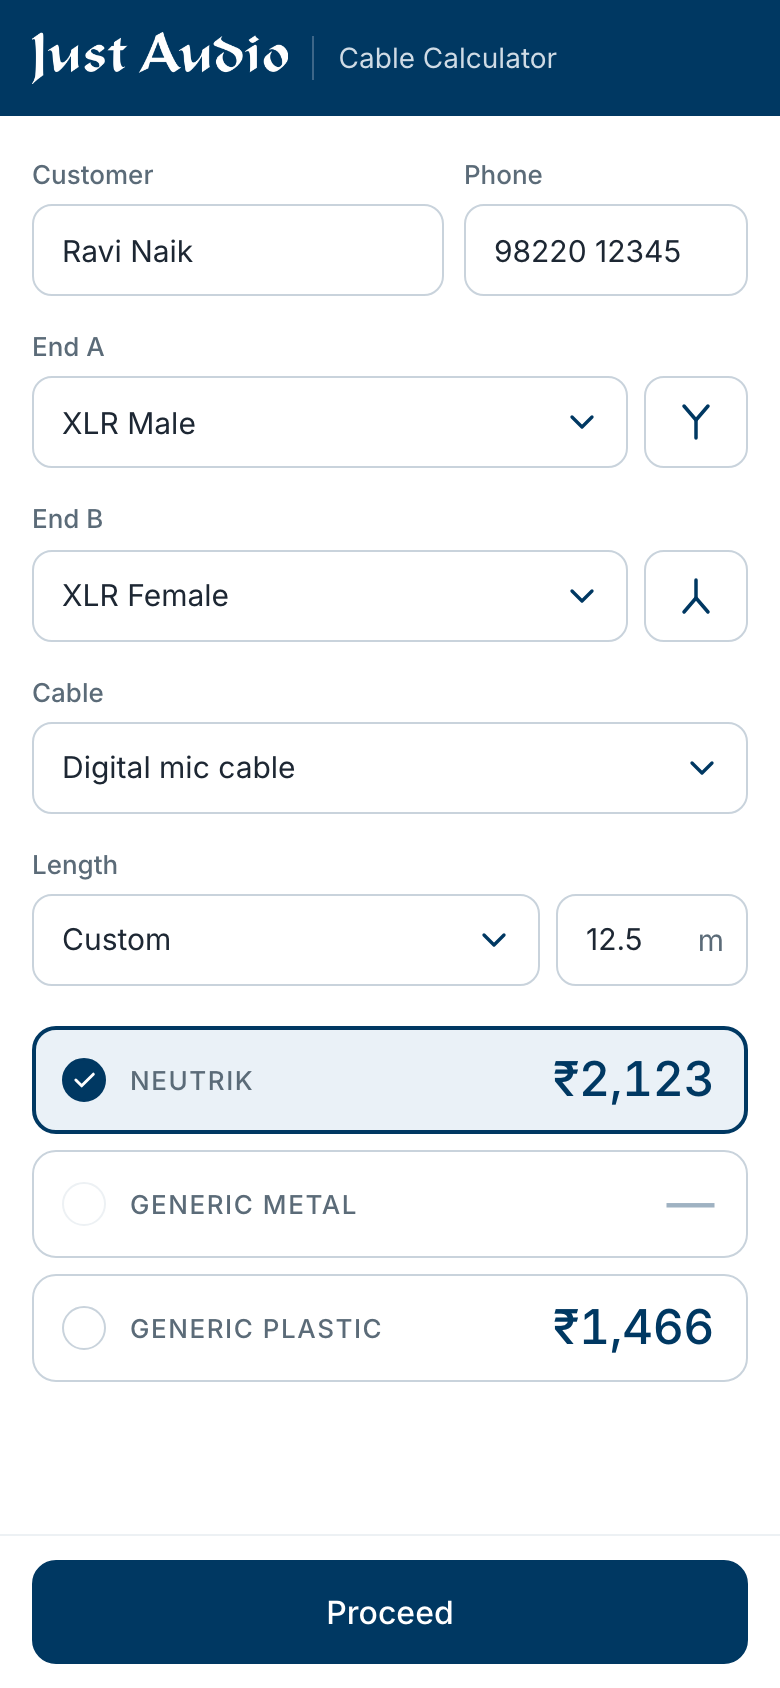 Just Audio
Cable Calculator
Customer
Phone
Ravi Naik
98220 12345
End A
XLR Male
End B
XLR Female
Cable
Digital mic cable
Length
Custom
12.5 m
NEUTRIK ₹2,123
GENERIC METAL —
GENERIC PLASTIC ₹1,466
Proceed